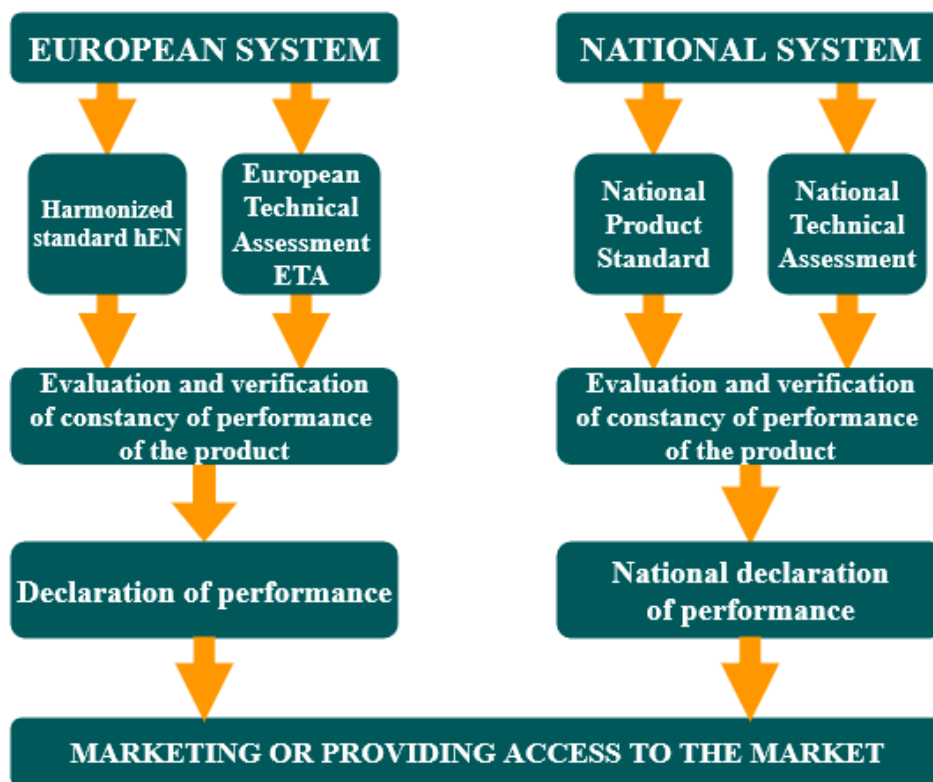 EUROPEAN SYSTEM
NATIONAL SYSTEM
Harmonized
standard hEN
European
Technical
Assessment
ETA
National
Product
Standard
National
Technical
Assessment
Evaluation and verification
of constancy of performance
of the product
Evaluation and verification
of constancy of performance
of the product
Declaration of performance
National declaration
of performance
MARKETING OR PROVIDING ACCESS TO THE MARKET